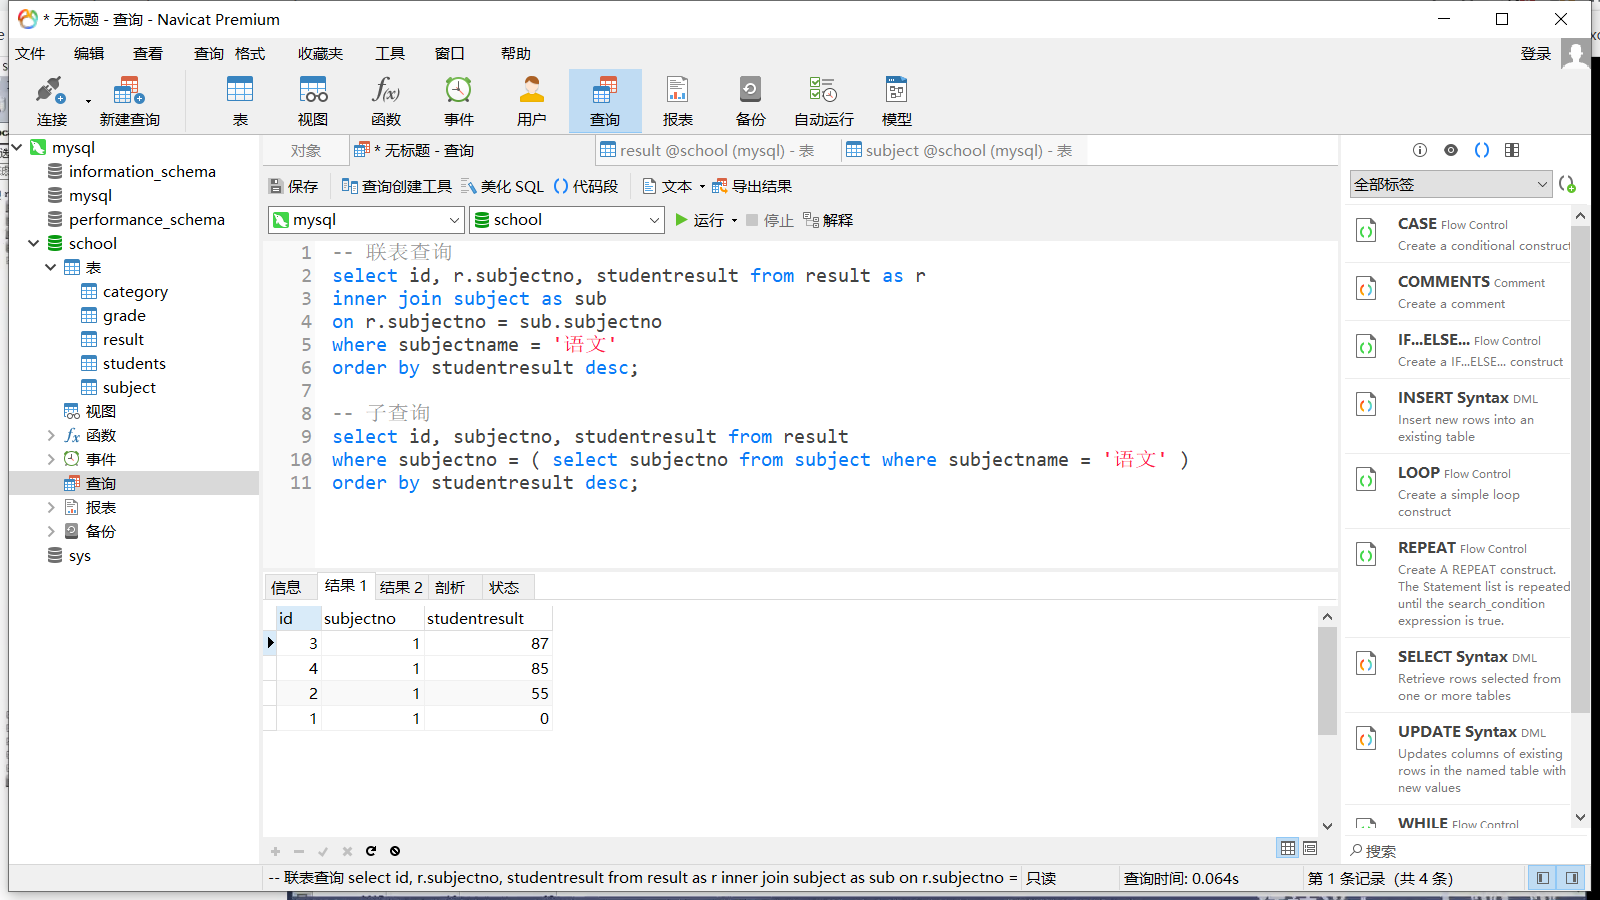 * 无标题 - 查询 - Navicat Premium
文件 编辑 查看 查询 格式 收藏夹 工具 窗口 帮助 登录
连接 新建查询 表 视图 函数 事件 用户 查询 报表 备份 自动运行 模型
mysql
information_schema
mysql
performance_schema
school
表
category
grade
result
students
subject
视图
函数
事件
查询
报表
备份
sys
对象 * 无标题 - 查询 result @school (mysql) - 表 subject @school (mysql) - 表
保存 查询创建工具 美化 SQL 代码段 文本 导出结果
mysql school 运行 停止 解释
1 -- 联表查询
2 select id, r.subjectno, studentresult from result as r
3 inner join subject as sub
4 on r.subjectno = sub.subjectno
5 where subjectname = '语文'
6 order by studentresult desc;
7
8 -- 子查询
9 select id, subjectno, studentresult from result
10 where subjectno = ( select subjectno from subject where subjectname = '语文' )
11 order by studentresult desc;
信息 结果 1 结果 2 剖析 状态
id subjectno studentresult
3 1 87
4 1 85
2 1 55
1 1 0
-- 联表查询 select id, r.subjectno, studentresult from result as r inner join subject as sub on r.subjectno = 只读 查询时间: 0.064s 第 1 条记录 (共 4 条)
全部标签
CASE Flow Control
Create a conditional construct
COMMENTS Comment
Create a comment
IF...ELSE... Flow Control
Create a IF...ELSE... construct
INSERT Syntax DML
Insert new rows into an
existing table
LOOP Flow Control
Create a simple loop
construct
REPEAT Flow Control
Create A REPEAT construct.
The Statement list is repeated
until the search_condition
expression is true.
SELECT Syntax DML
Retrieve rows selected from
one or more tables
UPDATE Syntax DML
Updates columns of existing
rows in the named table with
new values
WHILE Flow Control
搜索